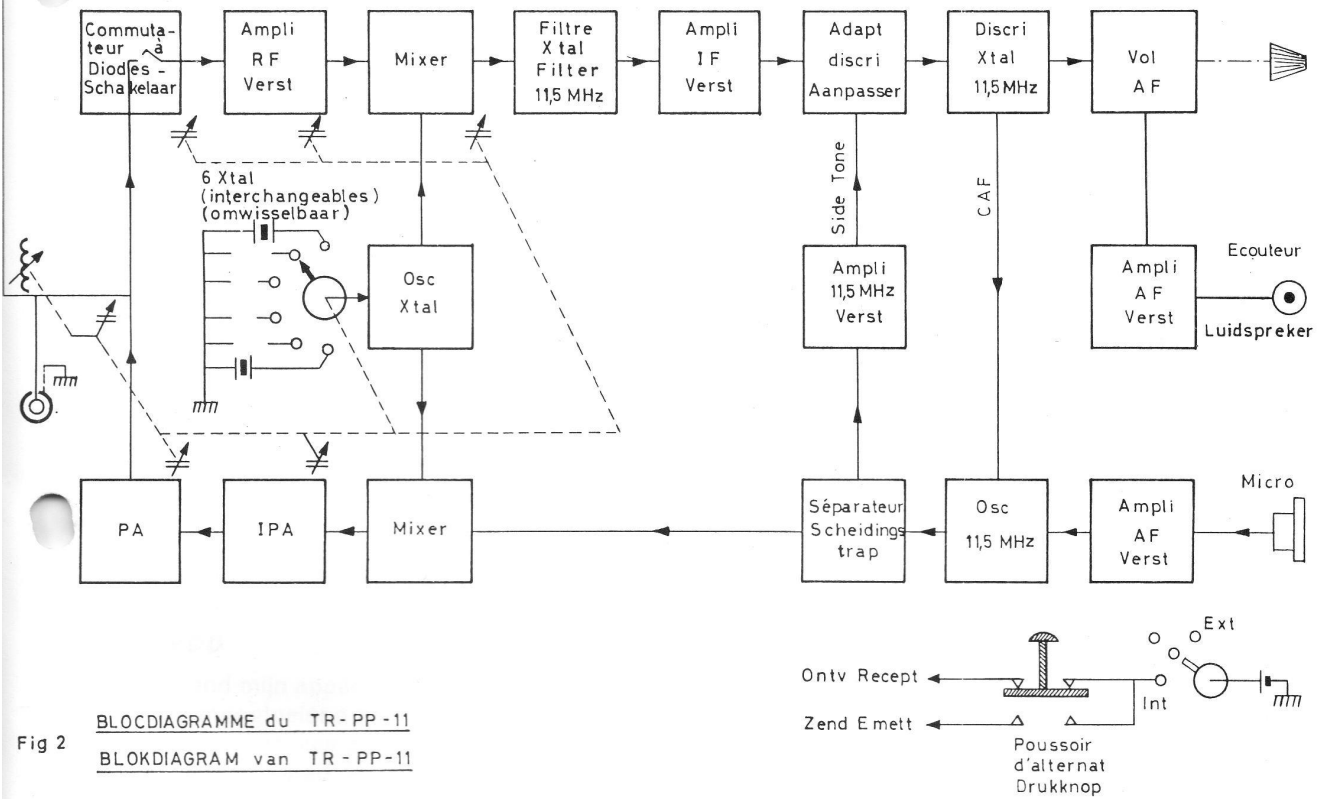 Commuta-
teur à
Diodes -
Schakelaar
Ampli
RF
Verst
Mixer
Filtre
Xtal
Filter
11,5 MHz
Ampli
IF
Verst
Adapt
discri
Aanpasser
Discri
Xtal
11,5 MHz
Vol
AF
6 Xtal
(interchangeables)
(omwisselbaar)
Osc
Xtal
Side Tone
CAF
Ampli
11,5 MHz
Verst
Ampli
AF
Verst
Ecouteur
Luidspreker
PA
IPA
Mixer
Séparateur
Scheidings
trap
Osc
11,5 MHz
Ampli
AF
Verst
Micro
Ext
Ontv Recept
Int
Zend Emett
Poussoir
d'alternat
Drukknop
Fig 2
BLOCDIAGRAMME du TR-PP-11
BLOKDIAGRAM van TR-PP-11